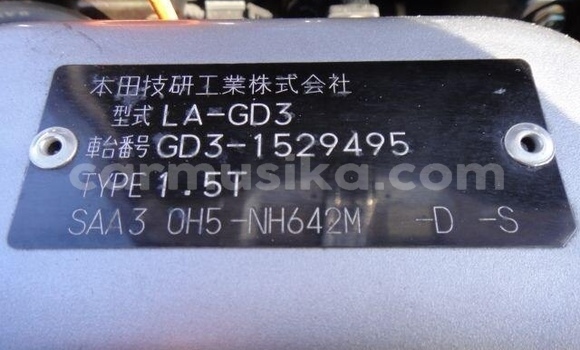 本田技研工業株式会社
型式 LA-GD3
車台番号 GD3-1529495
carmusika.com
TYPE 1.5T
SAA3 0H5-NH642M -D -S